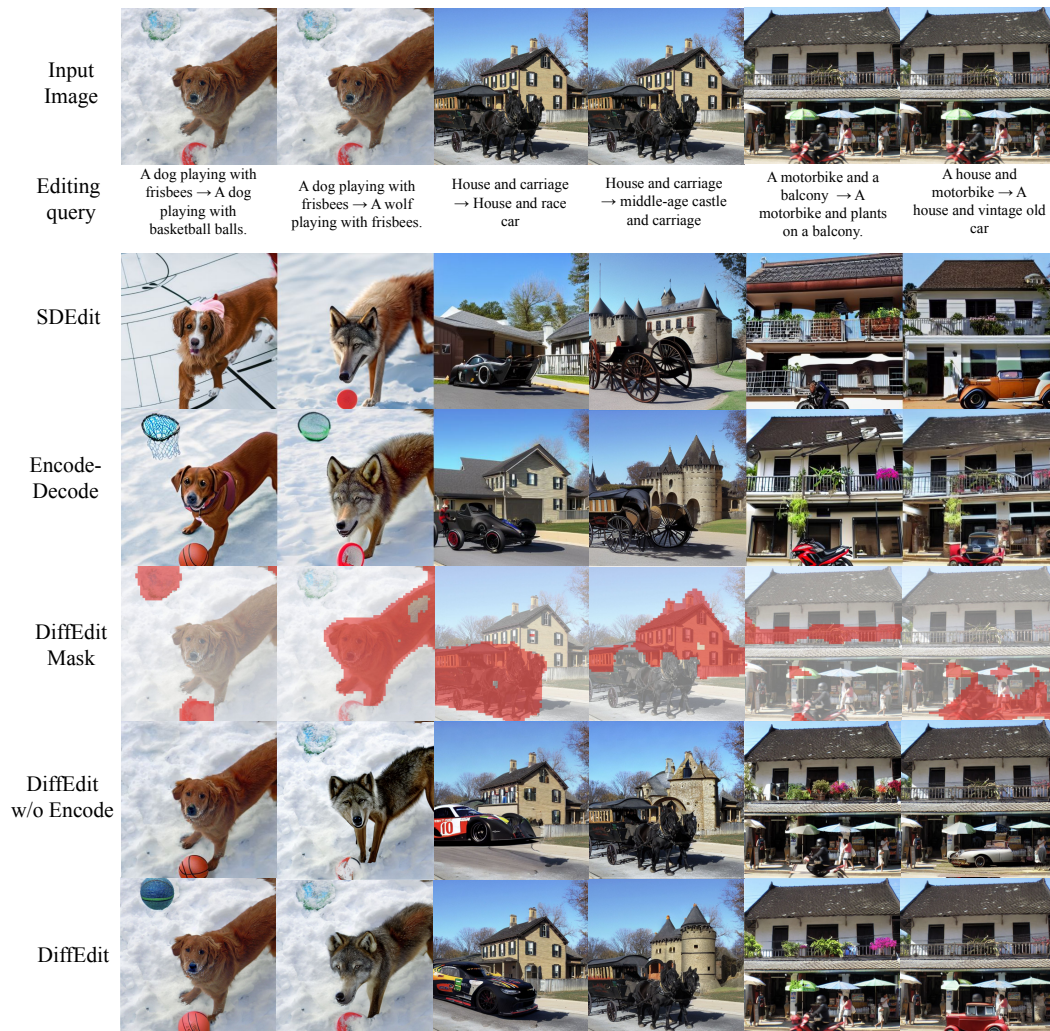 Input
Image
Editing
query
A dog playing with
frisbees → A dog
playing with
basketball balls.
A dog playing with
frisbees → A wolf
playing with frisbees.
House and carriage
→ House and race
car
House and carriage
→ middle-age castle
and carriage
A motorbike and a
balcony → A
motorbike and plants
on a balcony.
A house and
motorbike → A
house and vintage old
car
SDEdit
Encode-
Decode
DiffEdit
Mask
DiffEdit
w/o Encode
10
DiffEdit